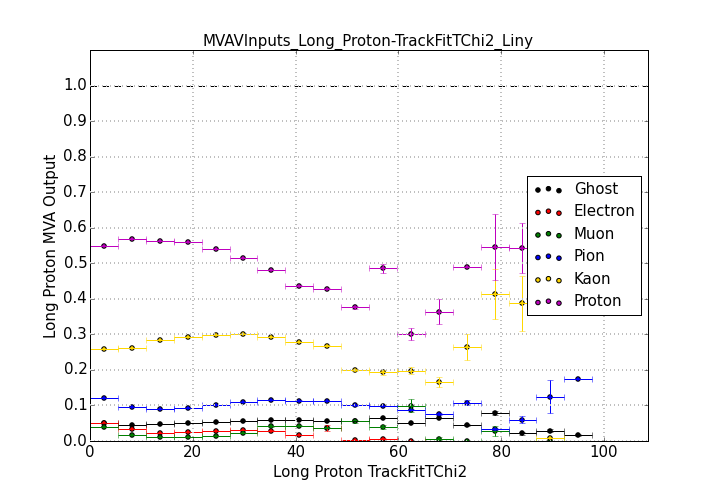 MVAVInputs_Long_Proton-TrackFitTChi2_Liny
Long Proton MVA Output
1.0
0.9
0.8
0.7
0.6
0.5
0.4
0.3
0.2
0.1
0.0
Ghost
Electron
Muon
Pion
Kaon
Proton
0 20 40 60 80 100
Long Proton TrackFitTChi2